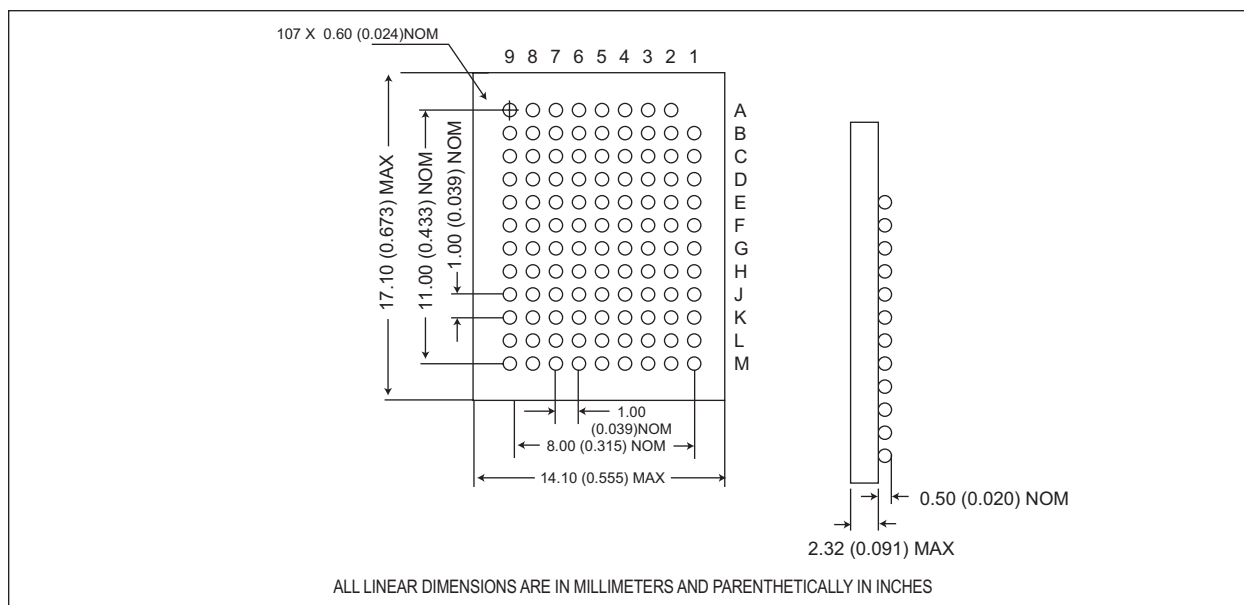 107 X 0.60 (0.024)NOM
9 8 7 6 5 4 3 2 1
A
B
C
D
E
F
G
H
J
K
L
M
17.10 (0.673) MAX
11.00 (0.433) NOM
1.00 (0.039) NOM
1.00
(0.039)NOM
8.00 (0.315) NOM
14.10 (0.555) MAX
0.50 (0.020) NOM
2.32 (0.091) MAX
ALL LINEAR DIMENSIONS ARE IN MILLIMETERS AND PARENTHETICALLY IN INCHES